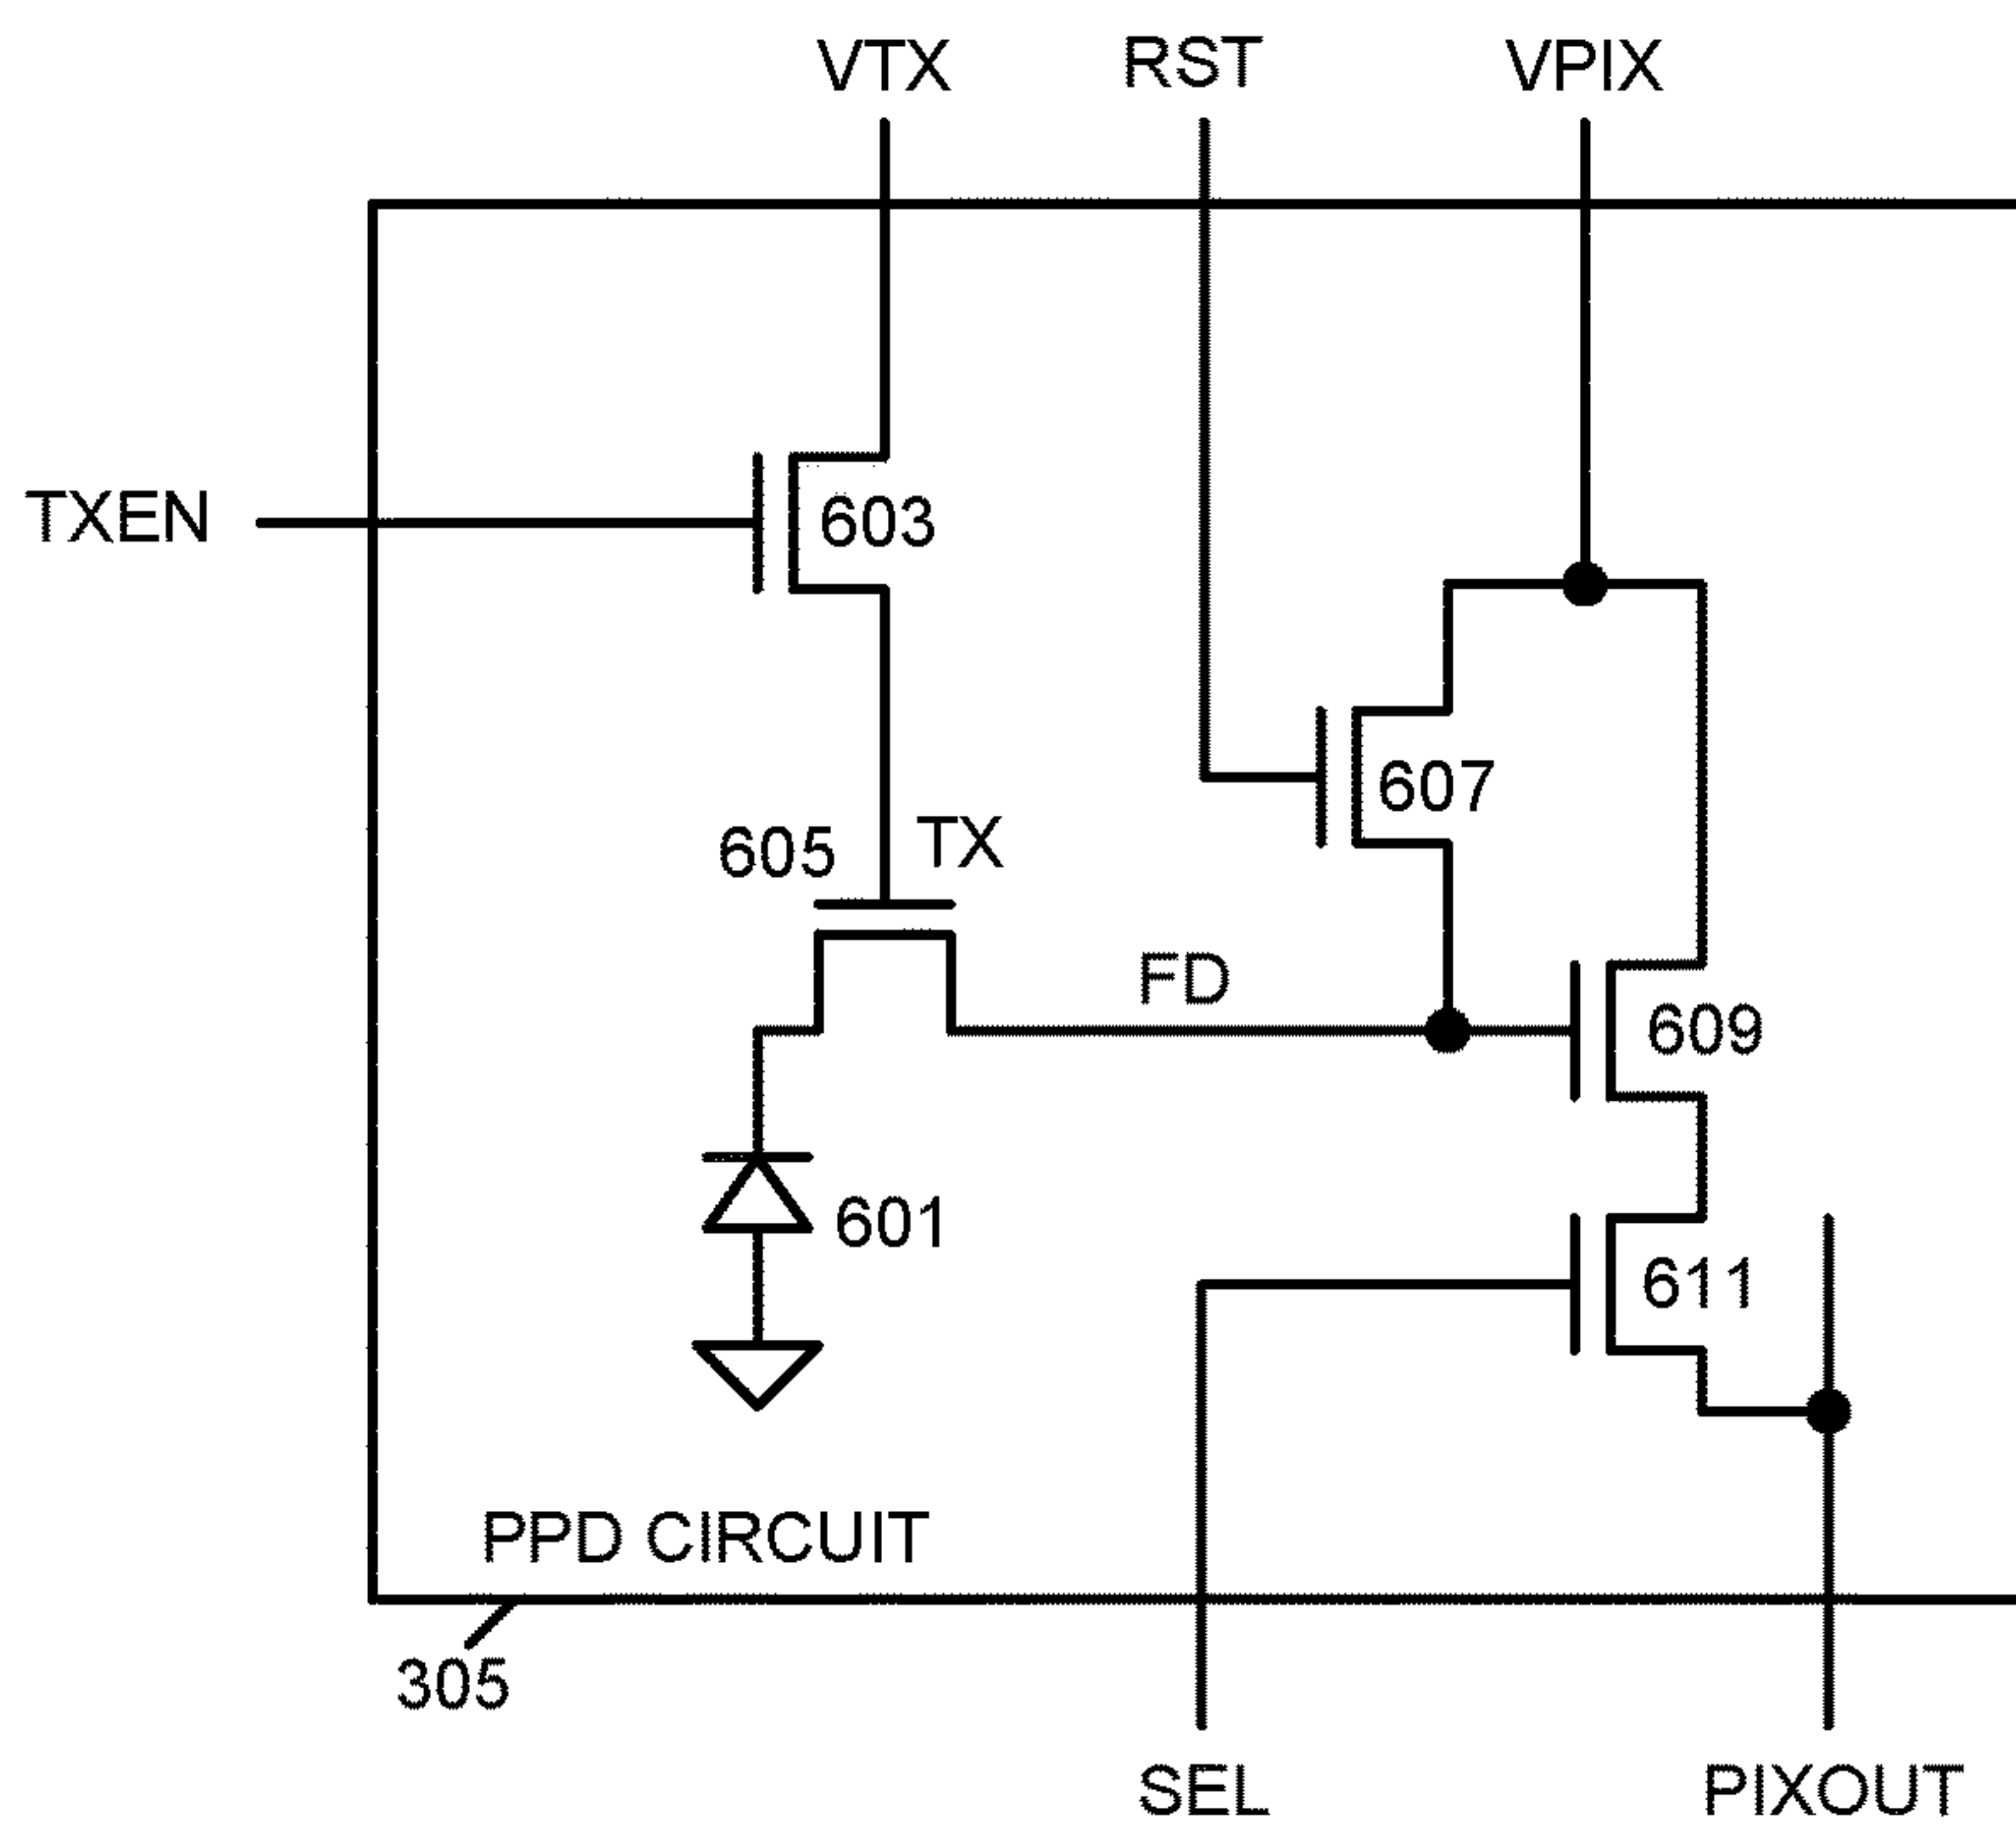 VTX
RST
VPIX
TXEN
603
607
605
TX
FD
609
601
611
PPD CIRCUIT
305
SEL
PIXOUT